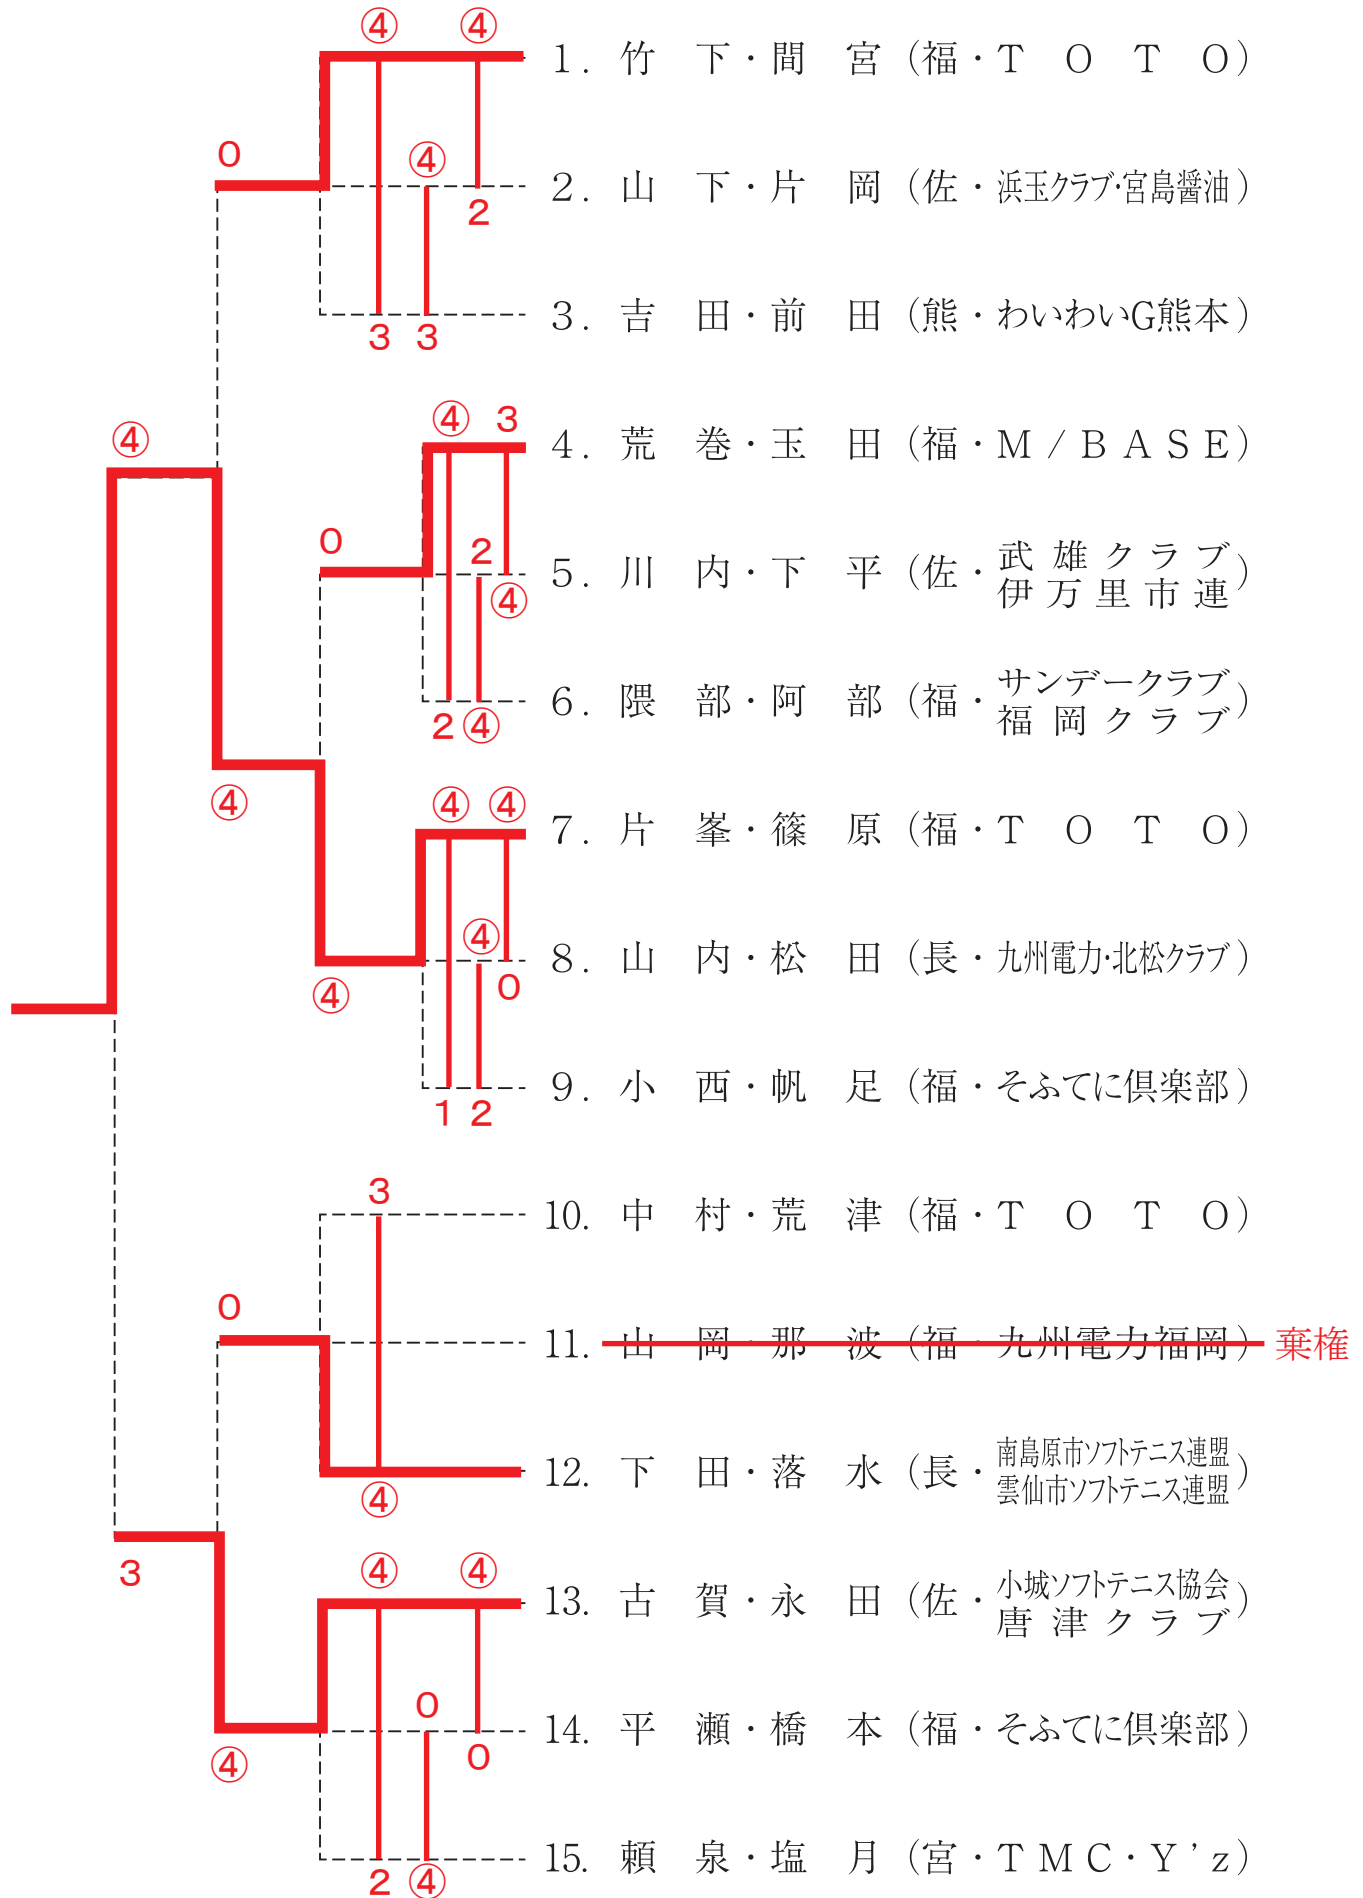 ④ ④
1. 竹下・間宮（福・TOTO）
0 ④
2. 山下・片岡（佐・浜玉クラブ・宮島醤油）
2
3. 吉田・前田（熊・わいわいG熊本）
3 3
④ ④ 3
4. 荒巻・玉田（福・M/BASE）
0 2
5. 川内・下平（佐・武雄クラブ
伊万里市連）
④
6. 隈部・阿部（福・サンデークラブ
福岡クラブ）
2 ④
④ ④ ④
7. 片峯・篠原（福・TOTO）
④
8. 山内・松田（長・九州電力・北松クラブ）
④ 0
9. 小西・帆足（福・そふてに倶楽部）
1 2
3
10. 中村・荒津（福・TOTO）
0
11. 山岡・那波（福・九州電力福岡）棄権
12. 下田・落水（長・南島原市ソフトテニス連盟
雲仙市ソフトテニス連盟）
④
3 ④ ④
13. 古賀・永田（佐・小城ソフトテニス協会
唐津クラブ）
0
14. 平瀬・橋本（福・そふてに倶楽部）
④ 0
15. 頼泉・塩月（宮・TMC・Y'z）
2 ④